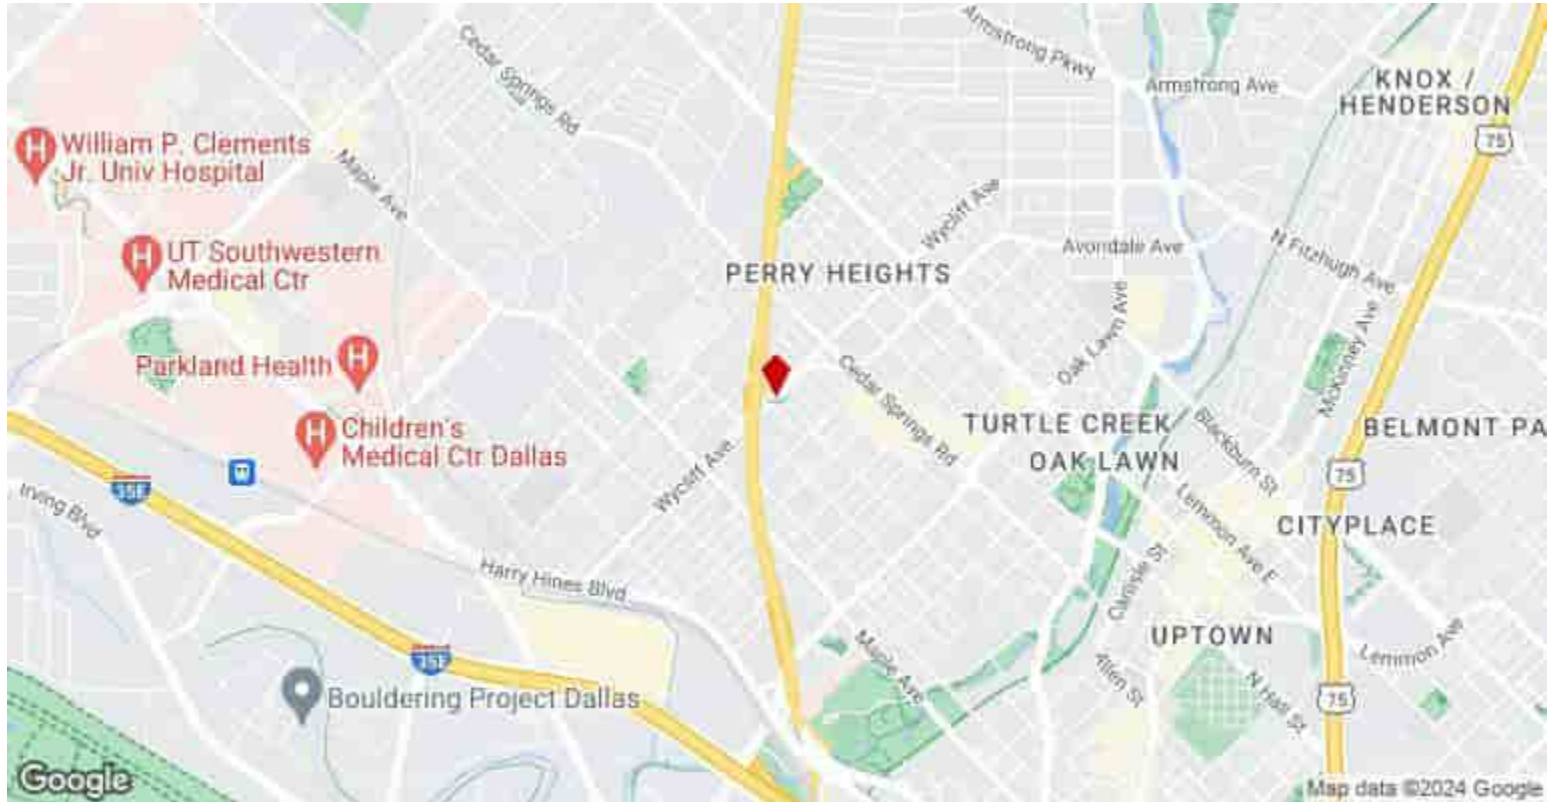 Armstrong Pkwy
Cedar Springs Rd
KNOX /
HENDERSON
Armstrong Ave
75
William P. Clements
Jr. Univ Hospital
Maple Ave
Wycliff Ave
UT Southwestern
Medical Ctr
PERRY HEIGHTS
Avondale Ave
N Fitzhugh Ave
Parkland Health
Oak Lawn Ave
McKinney Ave
Cedar Springs Rd
Children's
Medical Ctr Dallas
TURTLE CREEK
OAK LAWN
Blackburn St
BELMONT PA
Wycliff Ave
75
35E
Irving Blvd
Lemmon Ave E
CITYPLACE
Harry Hines Blvd
Carlisle St
UPTOWN
35E
Maple Ave
Allen St
Lemmon Ave
N Hall St
75
Bouldering Project Dallas
Google
Map data ©2024 Google
H
H
H
H